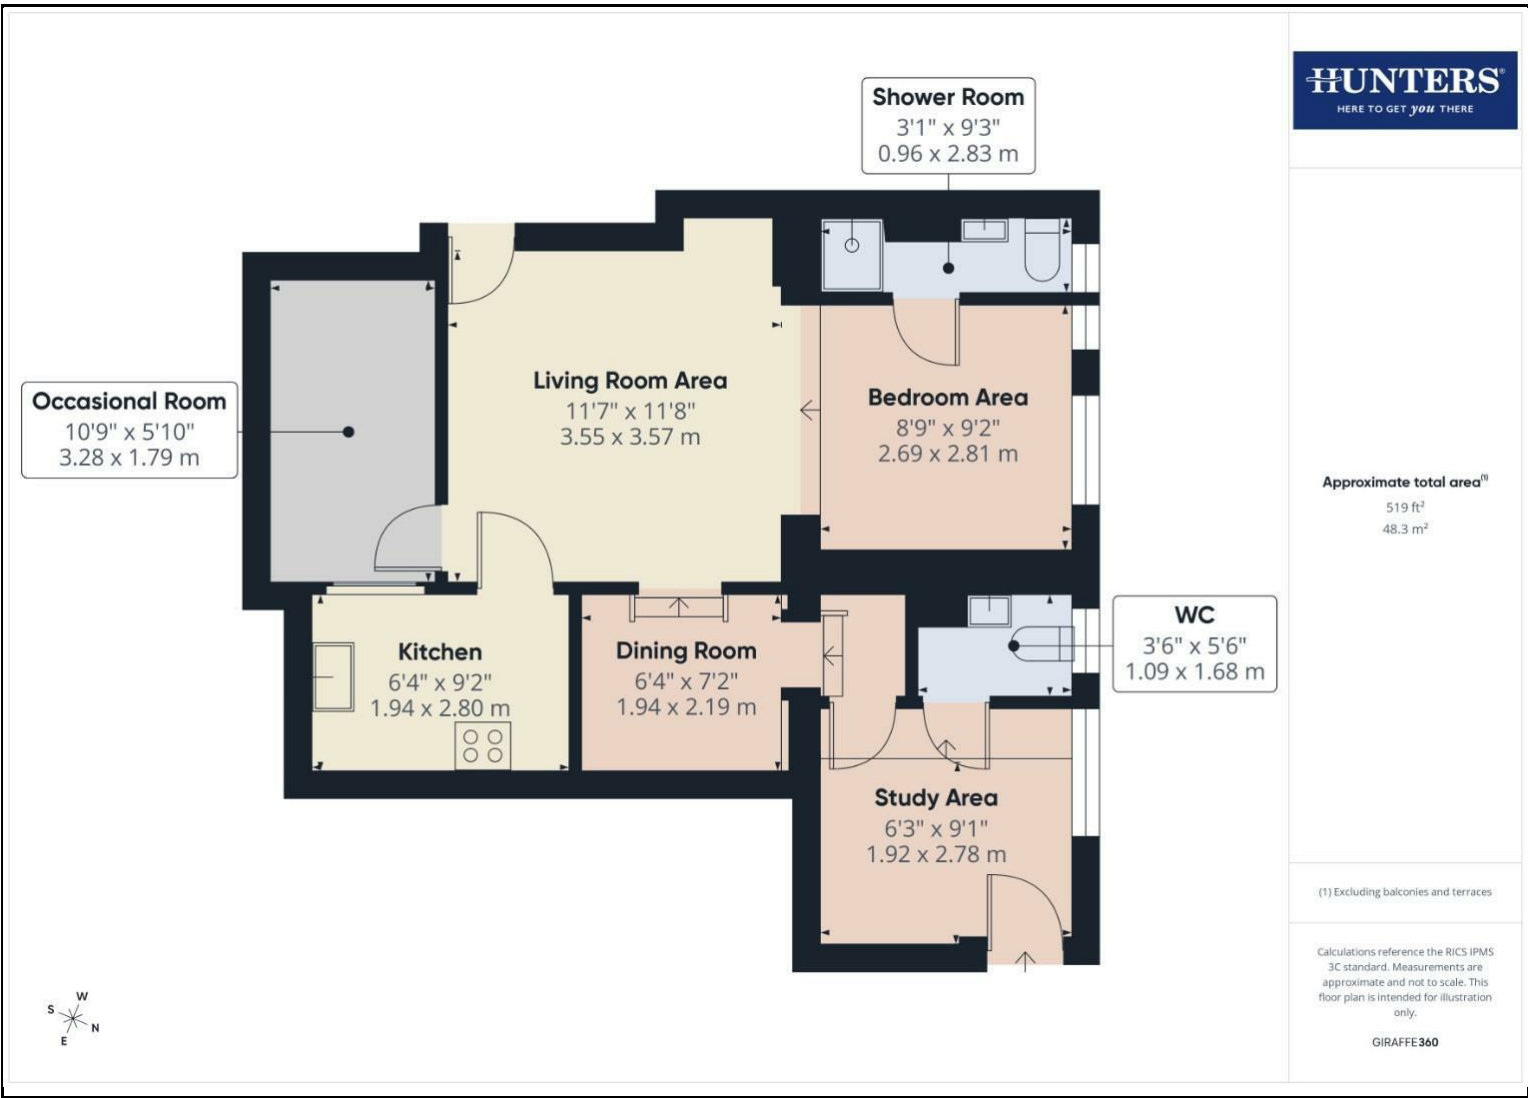 Shower Room
3'1" x 9'3"
0.96 x 2.83 m
Occasional Room
10'9" x 5'10"
3.28 x 1.79 m
Living Room Area
11'7" x 11'8"
3.55 x 3.57 m
Bedroom Area
8'9" x 9'2"
2.69 x 2.81 m
Kitchen
6'4" x 9'2"
1.94 x 2.80 m
Dining Room
6'4" x 7'2"
1.94 x 2.19 m
WC
3'6" x 5'6"
1.09 x 1.68 m
Study Area
6'3" x 9'1"
1.92 x 2.78 m
W
S
N
E
HUNTERS®
HERE TO GET you THERE
Approximate total area(1)
519 ft²
48.3 m²
(1) Excluding balconies and terraces
Calculations reference the RICS IPMS
3C standard. Measurements are
approximate and not to scale. This
floor plan is intended for illustration
only.
GIRAFFE360